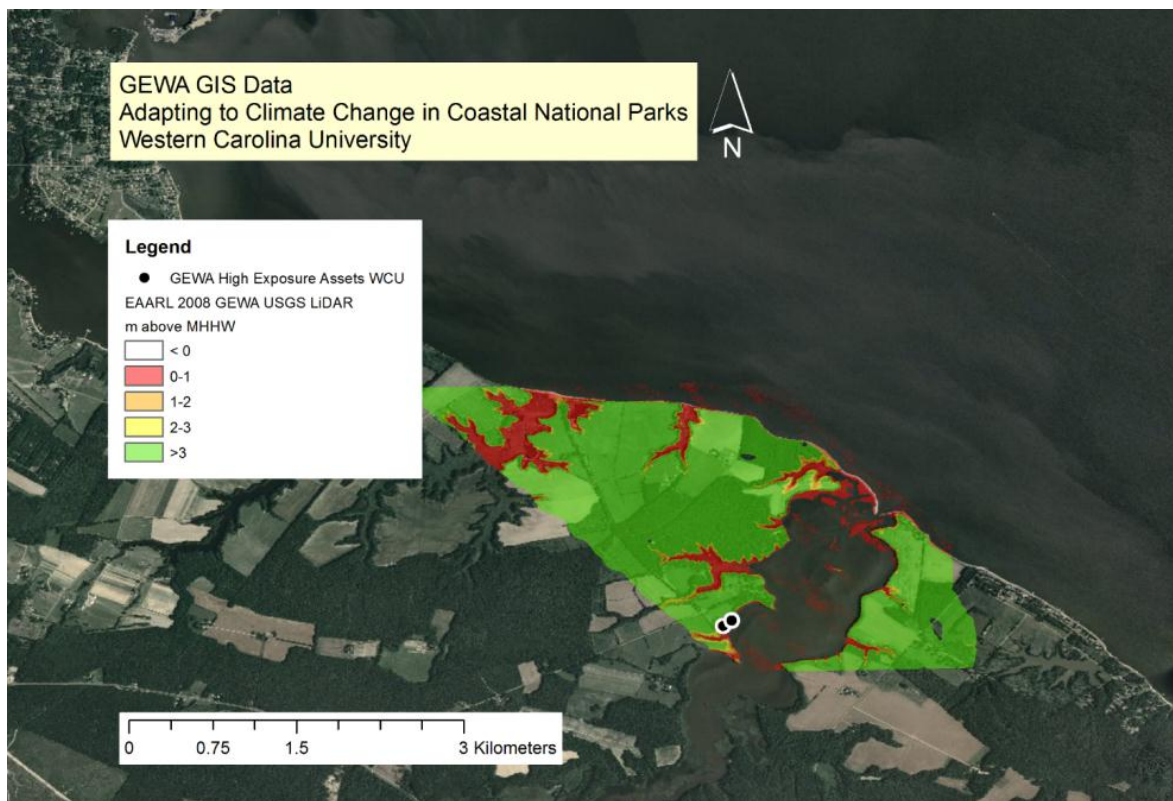 GEWA GIS Data
Adapting to Climate Change in Coastal National Parks
Western Carolina University
N
Legend
GEWA High Exposure Assets WCU
EAARL 2008 GEWA USGS LiDAR
m above MHHW
< 0
0-1
1-2
2-3
>3
0 0.75 1.5 3 Kilometers